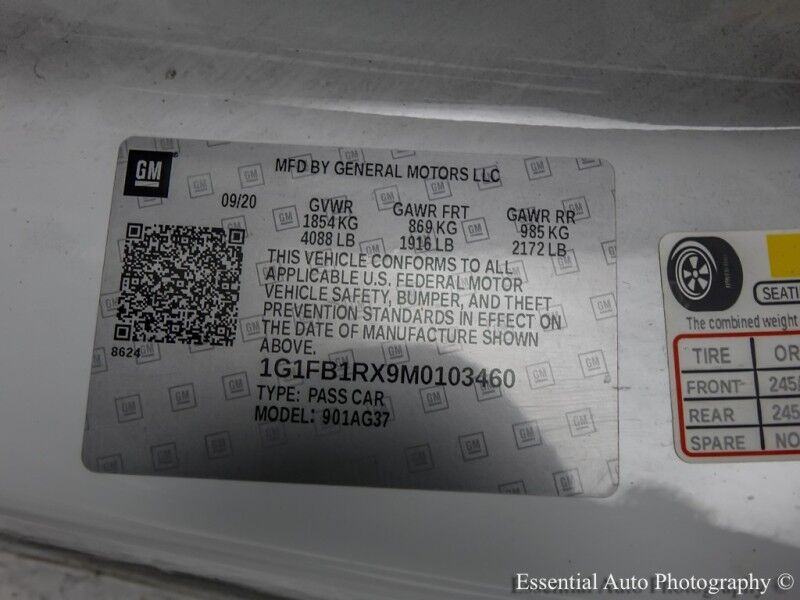 GM
MFD BY GENERAL MOTORS LLC
09/20
GVWR GAWR FRT GAWR RR
1854 KG 869 KG 985 KG
4088 LB 1916 LB 2172 LB
THIS VEHICLE CONFORMS TO ALL
APPLICABLE U.S. FEDERAL MOTOR
VEHICLE SAFETY, BUMPER, AND THEFT
PREVENTION STANDARDS IN EFFECT ON
THE DATE OF MANUFACTURE SHOWN
ABOVE.
8624
1G1FB1RX9M0103460
TYPE: PASS CAR
MODEL: 901AG37
The combined weight
TIRE
FRONT 245
REAR 245
SPARE
Essential Auto Photography ©